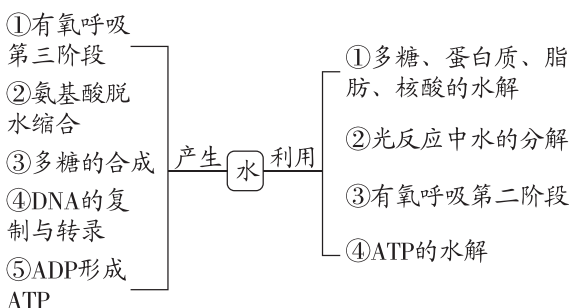 ①有氧呼吸
第三阶段
②氨基酸脱
水缩合
③多糖的合成
④DNA的复
制与转录
⑤ADP形成
ATP
产生
水
利用
①多糖、蛋白质、脂
肪、核酸的水解
②光反应中水的分解
③有氧呼吸第二阶段
④ATP的水解